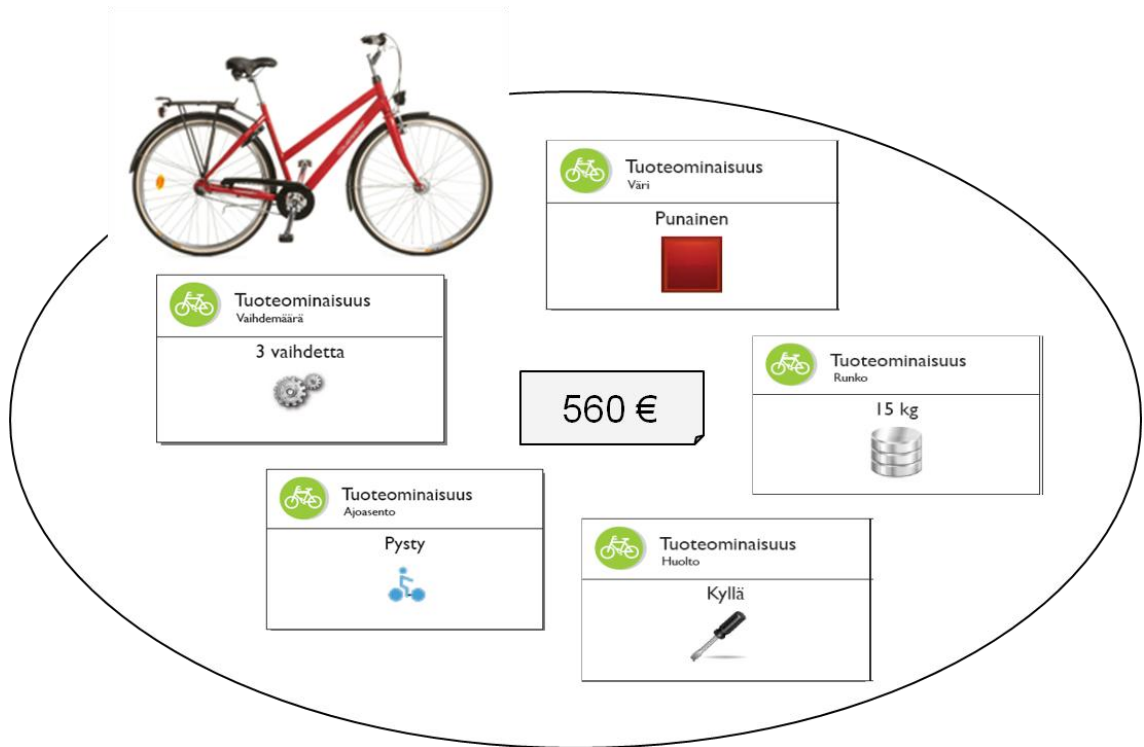 Tuoteominaisuus
Väri
Punainen
Tuoteominaisuus
Vaihdemäärä
3 vaihdetta
Tuoteominaisuus
Runko
15 kg
560 €
Tuoteominaisuus
Ajoasento
Pysty
Tuoteominaisuus
Huolto
Kyllä